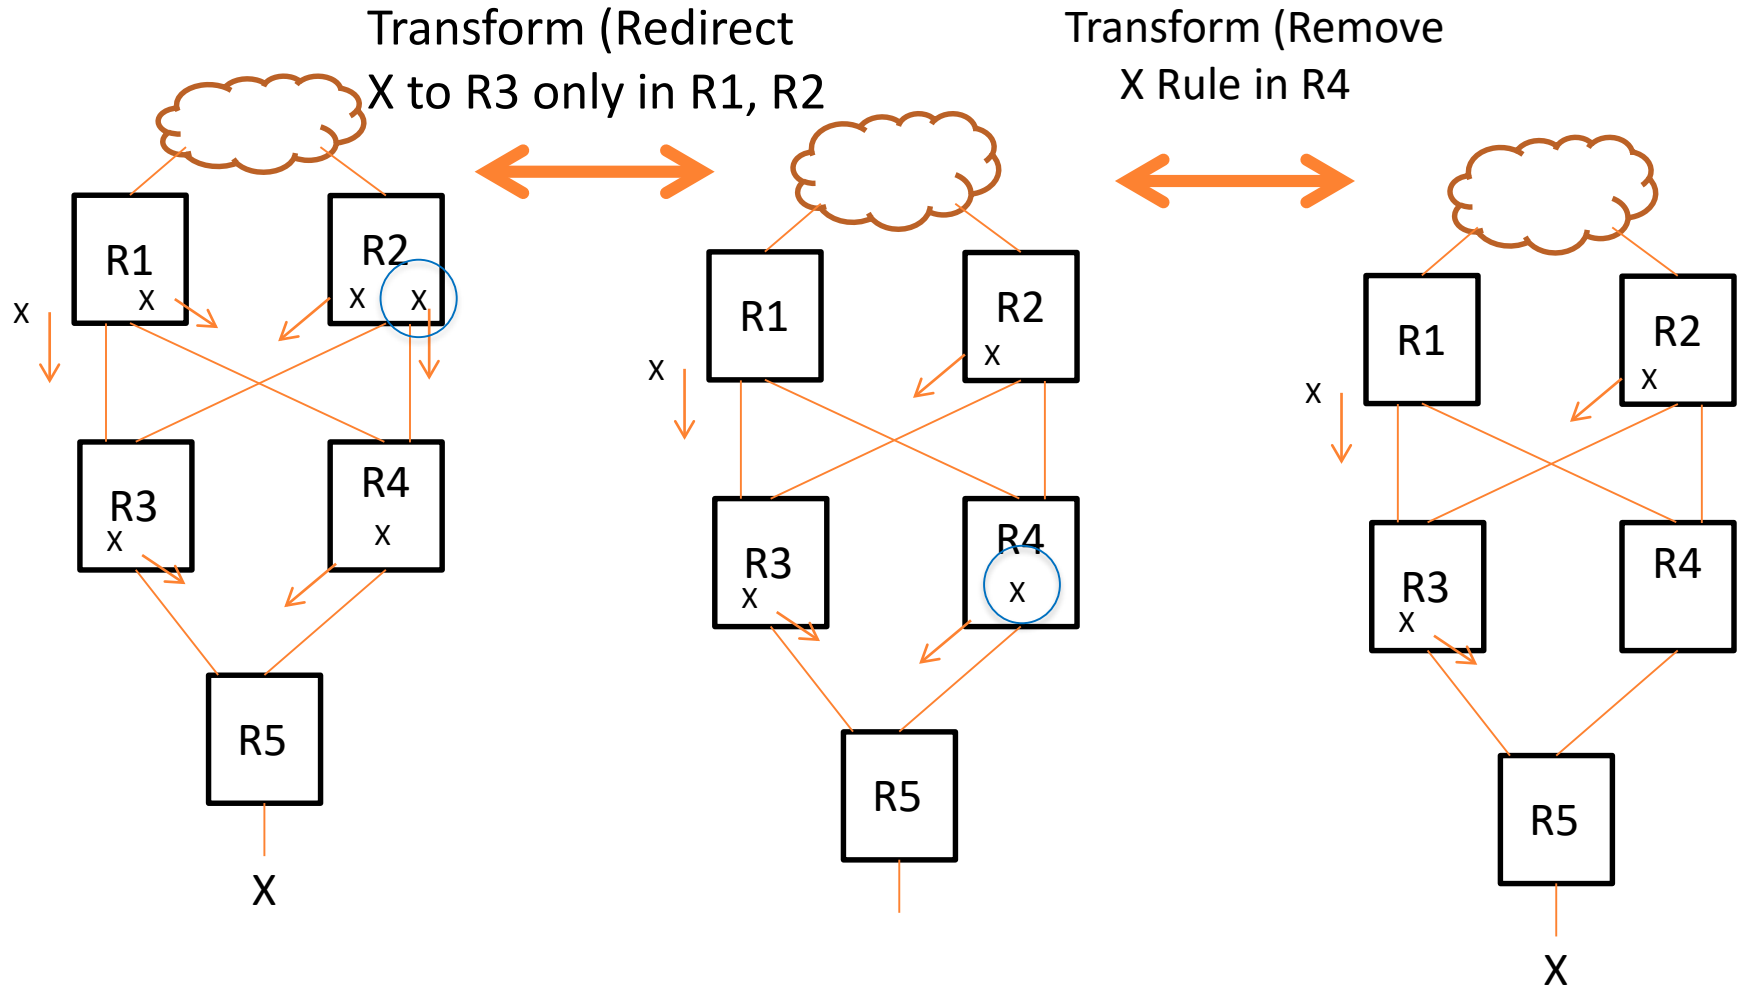 Transform (Redirect
X to R3 only in R1, R2
Transform (Remove
X Rule in R4
R1
x
x
R2
x
x
R3
x
R4
x
R5
X
R1
x
R2
x
R3
x
R4
x
R5
R1
x
R2
x
R3
x
R4
R5
X